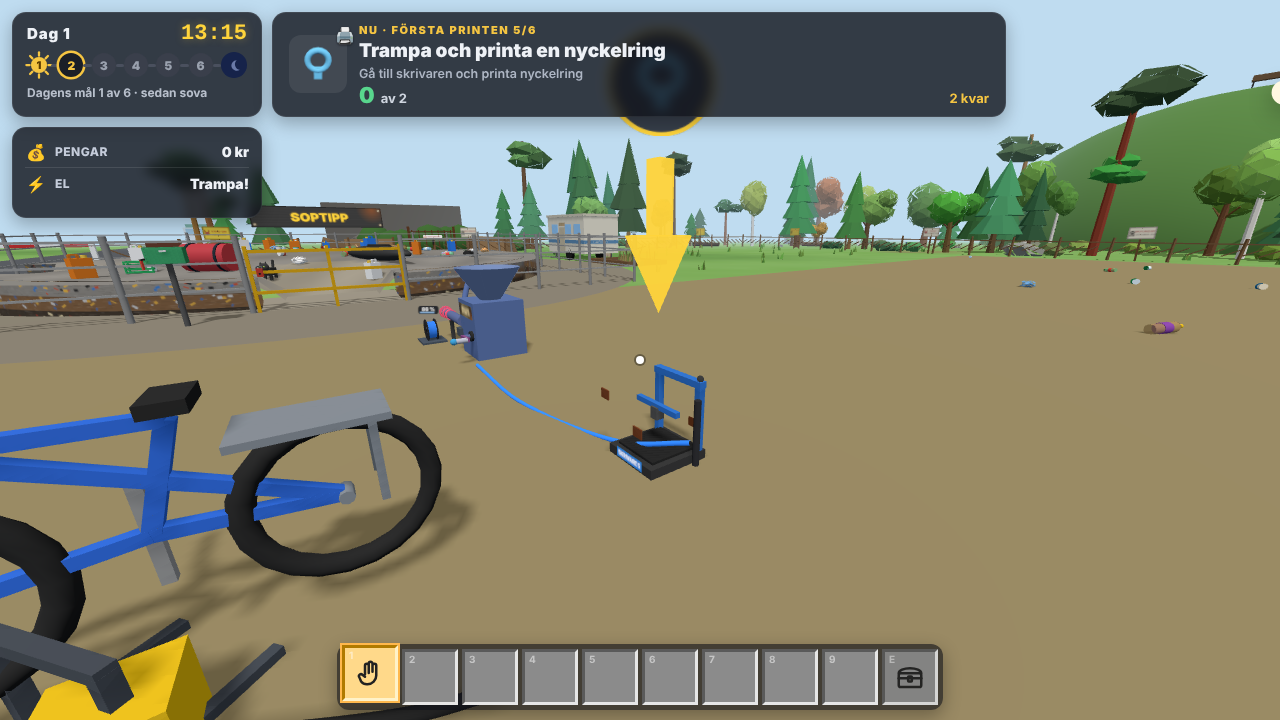 Dag 1
13:15
1 2 3 4 5 6
Dagens mål 1 av 6 · sedan sova
NU · FÖRSTA PRINTEN 5/6
Trampa och printa en nyckelring
Gå till skrivaren och printa nyckelring
0 av 2
2 kvar
PENGAR
0 kr
EL
Trampa!
SOPTIPP
1 2 3 4 5 6 7 8 9 E